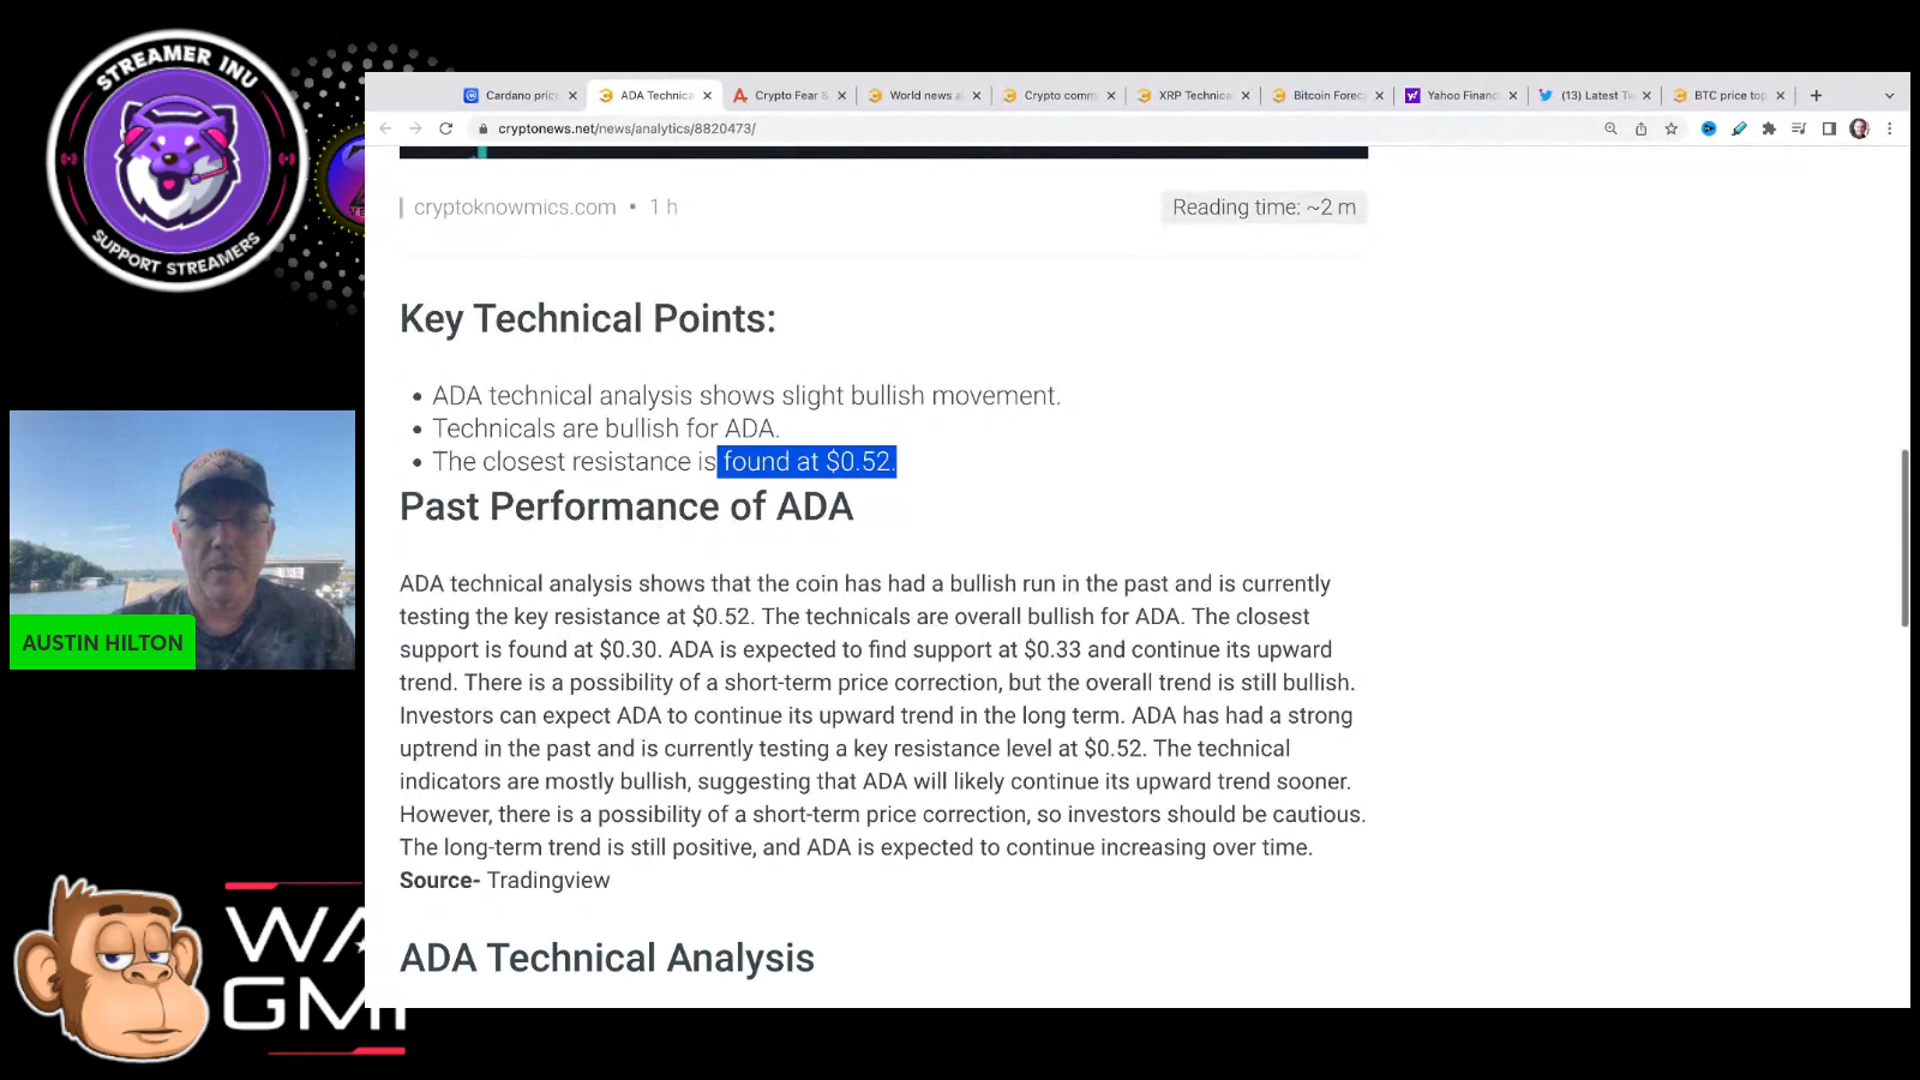 STREAMER INU
SUPPORT STREAMERS
Cardano price
ADA Technica
Crypto Fear &
World news a
Crypto comm
XRP Technica
Bitcoin Forec
Yahoo Financ
(13) Latest Tw
BTC price top
cryptonews.net/news/analytics/8820473/
cryptoknowmics.com • 1 h
Reading time: ~2 m
Key Technical Points:
• ADA technical analysis shows slight bullish movement.
• Technicals are bullish for ADA.
• The closest resistance is found at $0.52.
Past Performance of ADA
ADA technical analysis shows that the coin has had a bullish run in the past and is currently
testing the key resistance at $0.52. The technicals are overall bullish for ADA. The closest
support is found at $0.30. ADA is expected to find support at $0.33 and continue its upward
trend. There is a possibility of a short-term price correction, but the overall trend is still bullish.
Investors can expect ADA to continue its upward trend in the long term. ADA has had a strong
uptrend in the past and is currently testing a key resistance level at $0.52. The technical
indicators are mostly bullish, suggesting that ADA will likely continue its upward trend sooner.
However, there is a possibility of a short-term price correction, so investors should be cautious.
The long-term trend is still positive, and ADA is expected to continue increasing over time.
Source- Tradingview
ADA Technical Analysis
AUSTIN HILTON
WA
GMI